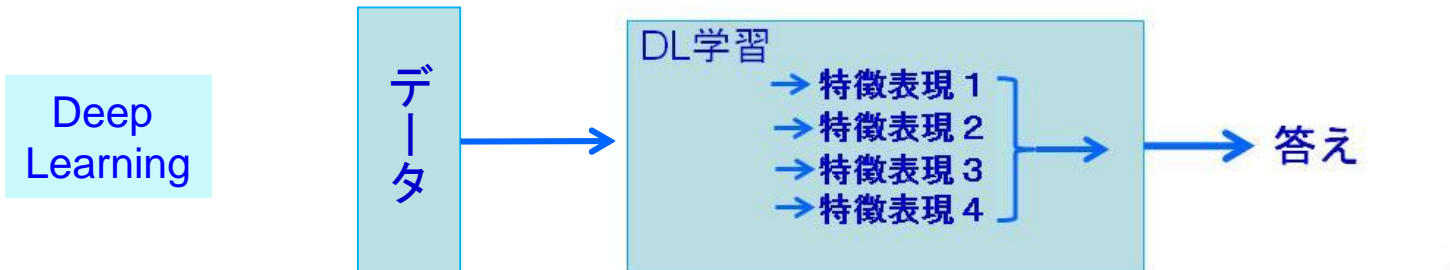 Deep
Learning
データ
DL学習
→特徴表現1
→特徴表現2
→特徴表現3
→特徴表現4
答え